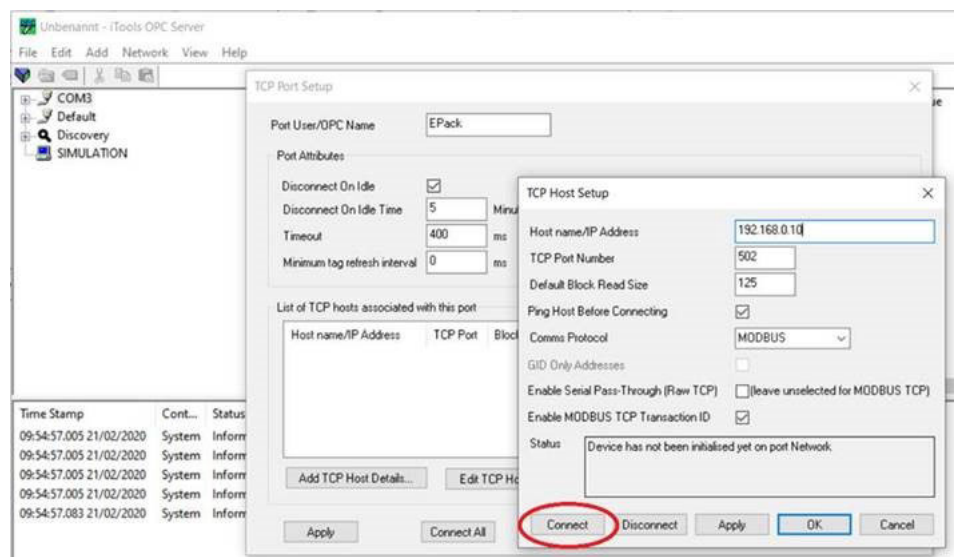 Unbenannt - iTools OPC Server
File Edit Add Network View Help
COM3
Default
Discovery
SIMULATION
TCP Port Setup
Port User/OPC Name EPack
Port Attributes
Disconnect On Idle
Disconnect On Idle Time 5
Timeout 400 ms
Minimum tag refresh interval 0 ms
List of TCP hosts associated with this port
Host name/IP Address TCP Port
Add TCP Host Details...
Apply Connect All
TCP Host Setup
Host name/IP Address 192.168.0.10
TCP Port Number 502
Default Block Read Size 125
Ping Host Before Connecting
Comms Protocol MODBUS
GID Only Addresses
Enable Serial Pass-Through (Raw TCP) (leave unselected for MODBUS TCP)
Enable MODBUS TCP Transaction ID
Status Device has not been initialised yet on port Network
Connect Disconnect Apply OK Cancel
Time Stamp Cont... Status
09:54:57.005 21/02/2020 System Inform
09:54:57.005 21/02/2020 System Inform
09:54:57.005 21/02/2020 System Inform
09:54:57.005 21/02/2020 System Inform
09:54:57.083 21/02/2020 System Inform